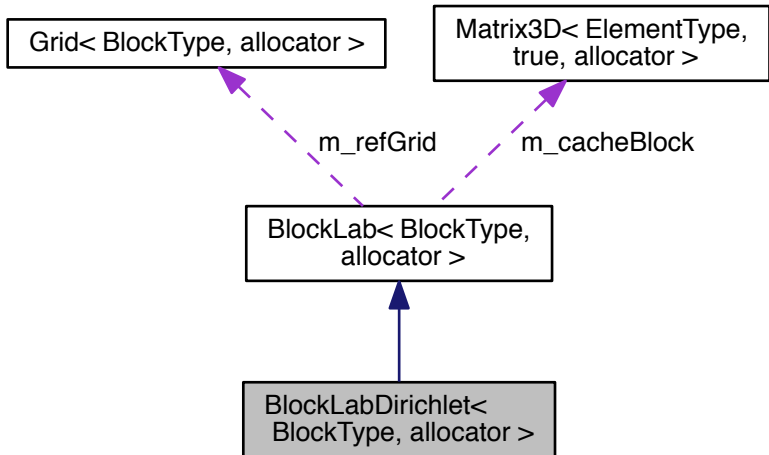 Grid< BlockType, allocator >
Matrix3D< ElementType,
true, allocator >
m_refGrid
m_cacheBlock
BlockLab< BlockType,
allocator >
BlockLabDirichlet<
BlockType, allocator >